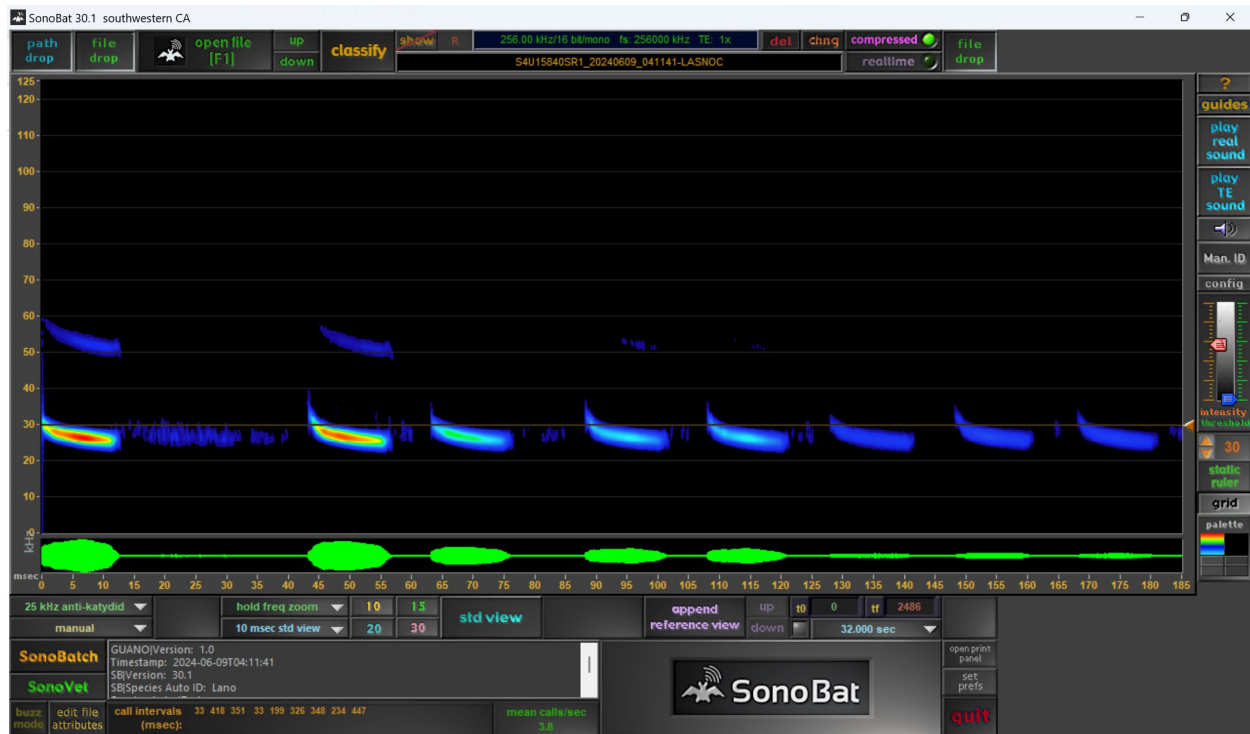 SonoBat 30.1 southwestern CA
path drop
file drop
open file [F1]
up
down
classify
show
R
256.00 kHz/16 bit/mono fs: 256000 kHz TE: 1x
S4U15840SR1_20240609_041141-LASNOC
del
chng
compressed
realtime
file drop
125
120
110
100
90
80
70
60
50
40
30
20
10
0
kHz
msec:
0 5 10 15 20 25 30 35 40 45 50 55 60 65 70 75 80 85 90 95 100 105 110 115 120 125 130 135 140 145 150 155 160 165 170 175 180 185
?
guides
play real sound
play TE sound
Man. ID
config
intensity threshold
30
static ruler
grid
palette
25 kHz anti-katydid
manual
hold freq zoom
10 msec std view
10
15
20
30
std view
append reference view
up
down
t0 0
tf 2486
32.000 sec
SonoBatch
SonoVet
buzz mode
edit file attributes
GUANO|Version: 1.0
Timestamp: 2024-06-09T04:11:41
SB|Version: 30.1
SB|Species Auto ID: Lano
call intervals (msec): 33 418 351 33 199 326 348 234 447
mean calls/sec
3.8
SonoBat
open print panel
set prefs
quit